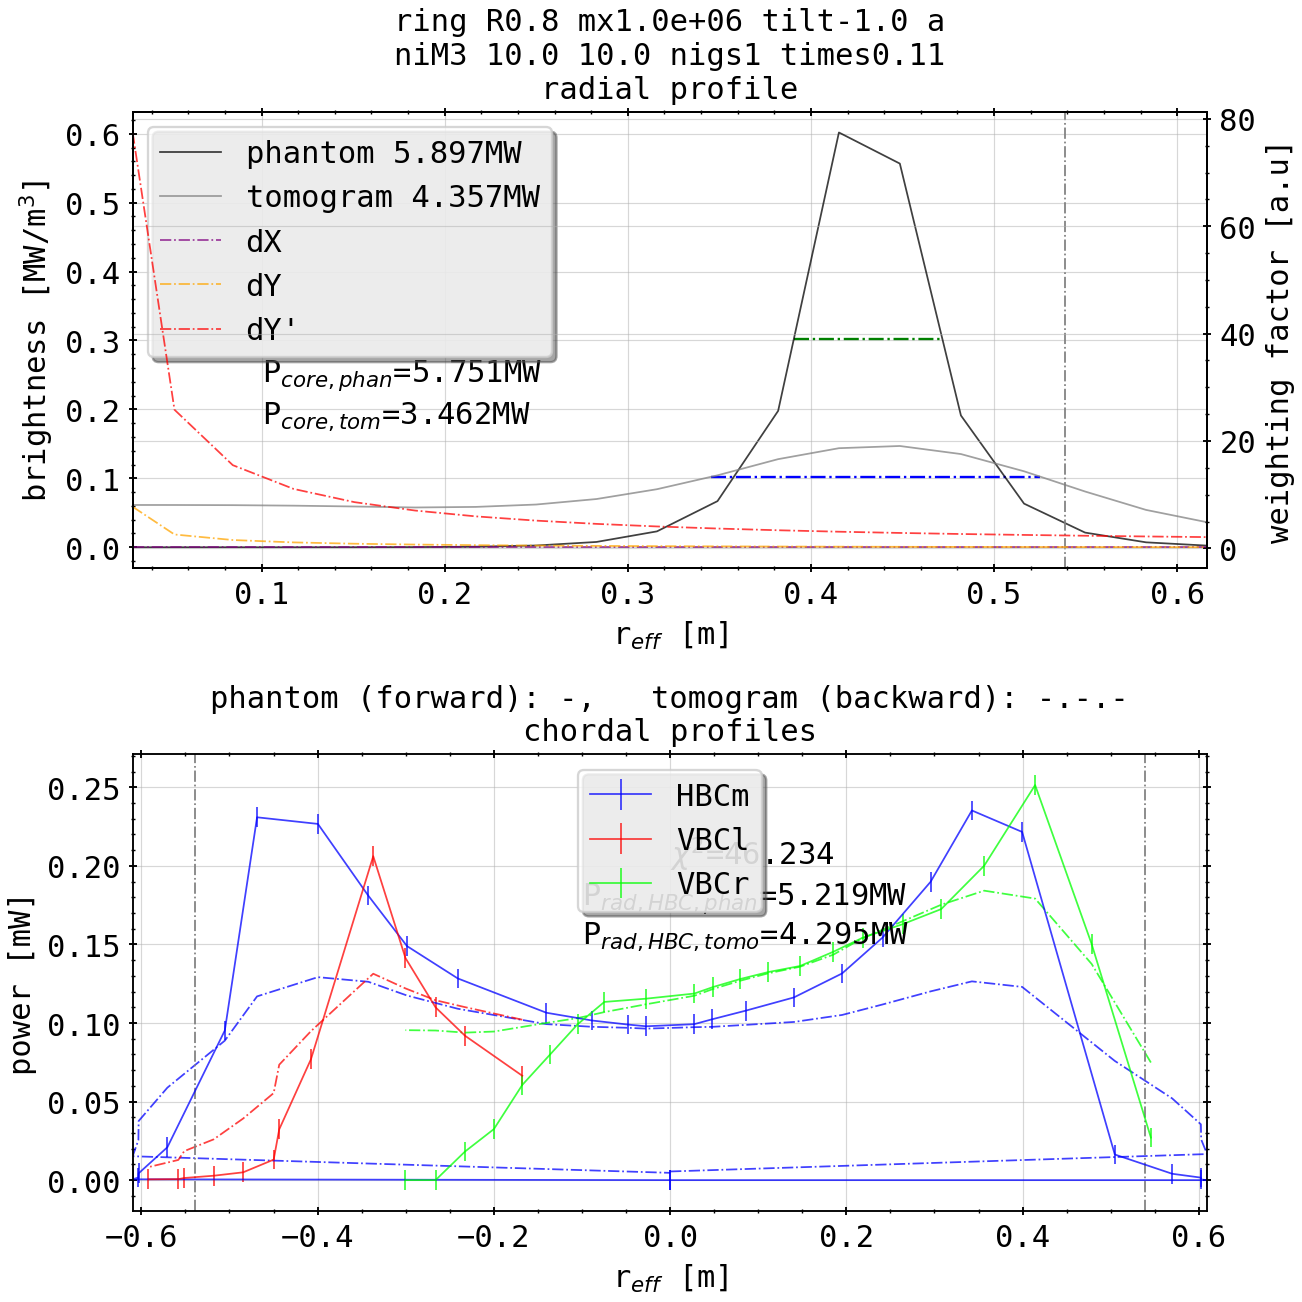 ring R0.8 mx1.0e+06 tilt-1.0 a
niM3 10.0 10.0 nigs1 times0.11
radial profile
brightness [MW/m³]
0.6
0.5
0.4
0.3
0.2
0.1
0.0
phantom 5.897MW
tomogram 4.357MW
dX
dY
dY'
P_core,phan=5.751MW
P_core,tom=3.462MW
80
60
40
20
0
weighting factor [a.u]
0.1 0.2 0.3 0.4 0.5 0.6
r_eff [m]
phantom (forward): -,   tomogram (backward): -.-.-
chordal profiles
power [mW]
0.25
0.20
0.15
0.10
0.05
0.00
HBCm
VBCl
VBCr
χ²=46.234
P_rad,HBC,phan=5.219MW
P_rad,HBC,tomo=4.295MW
−0.6 −0.4 −0.2 0.0 0.2 0.4 0.6
r_eff [m]